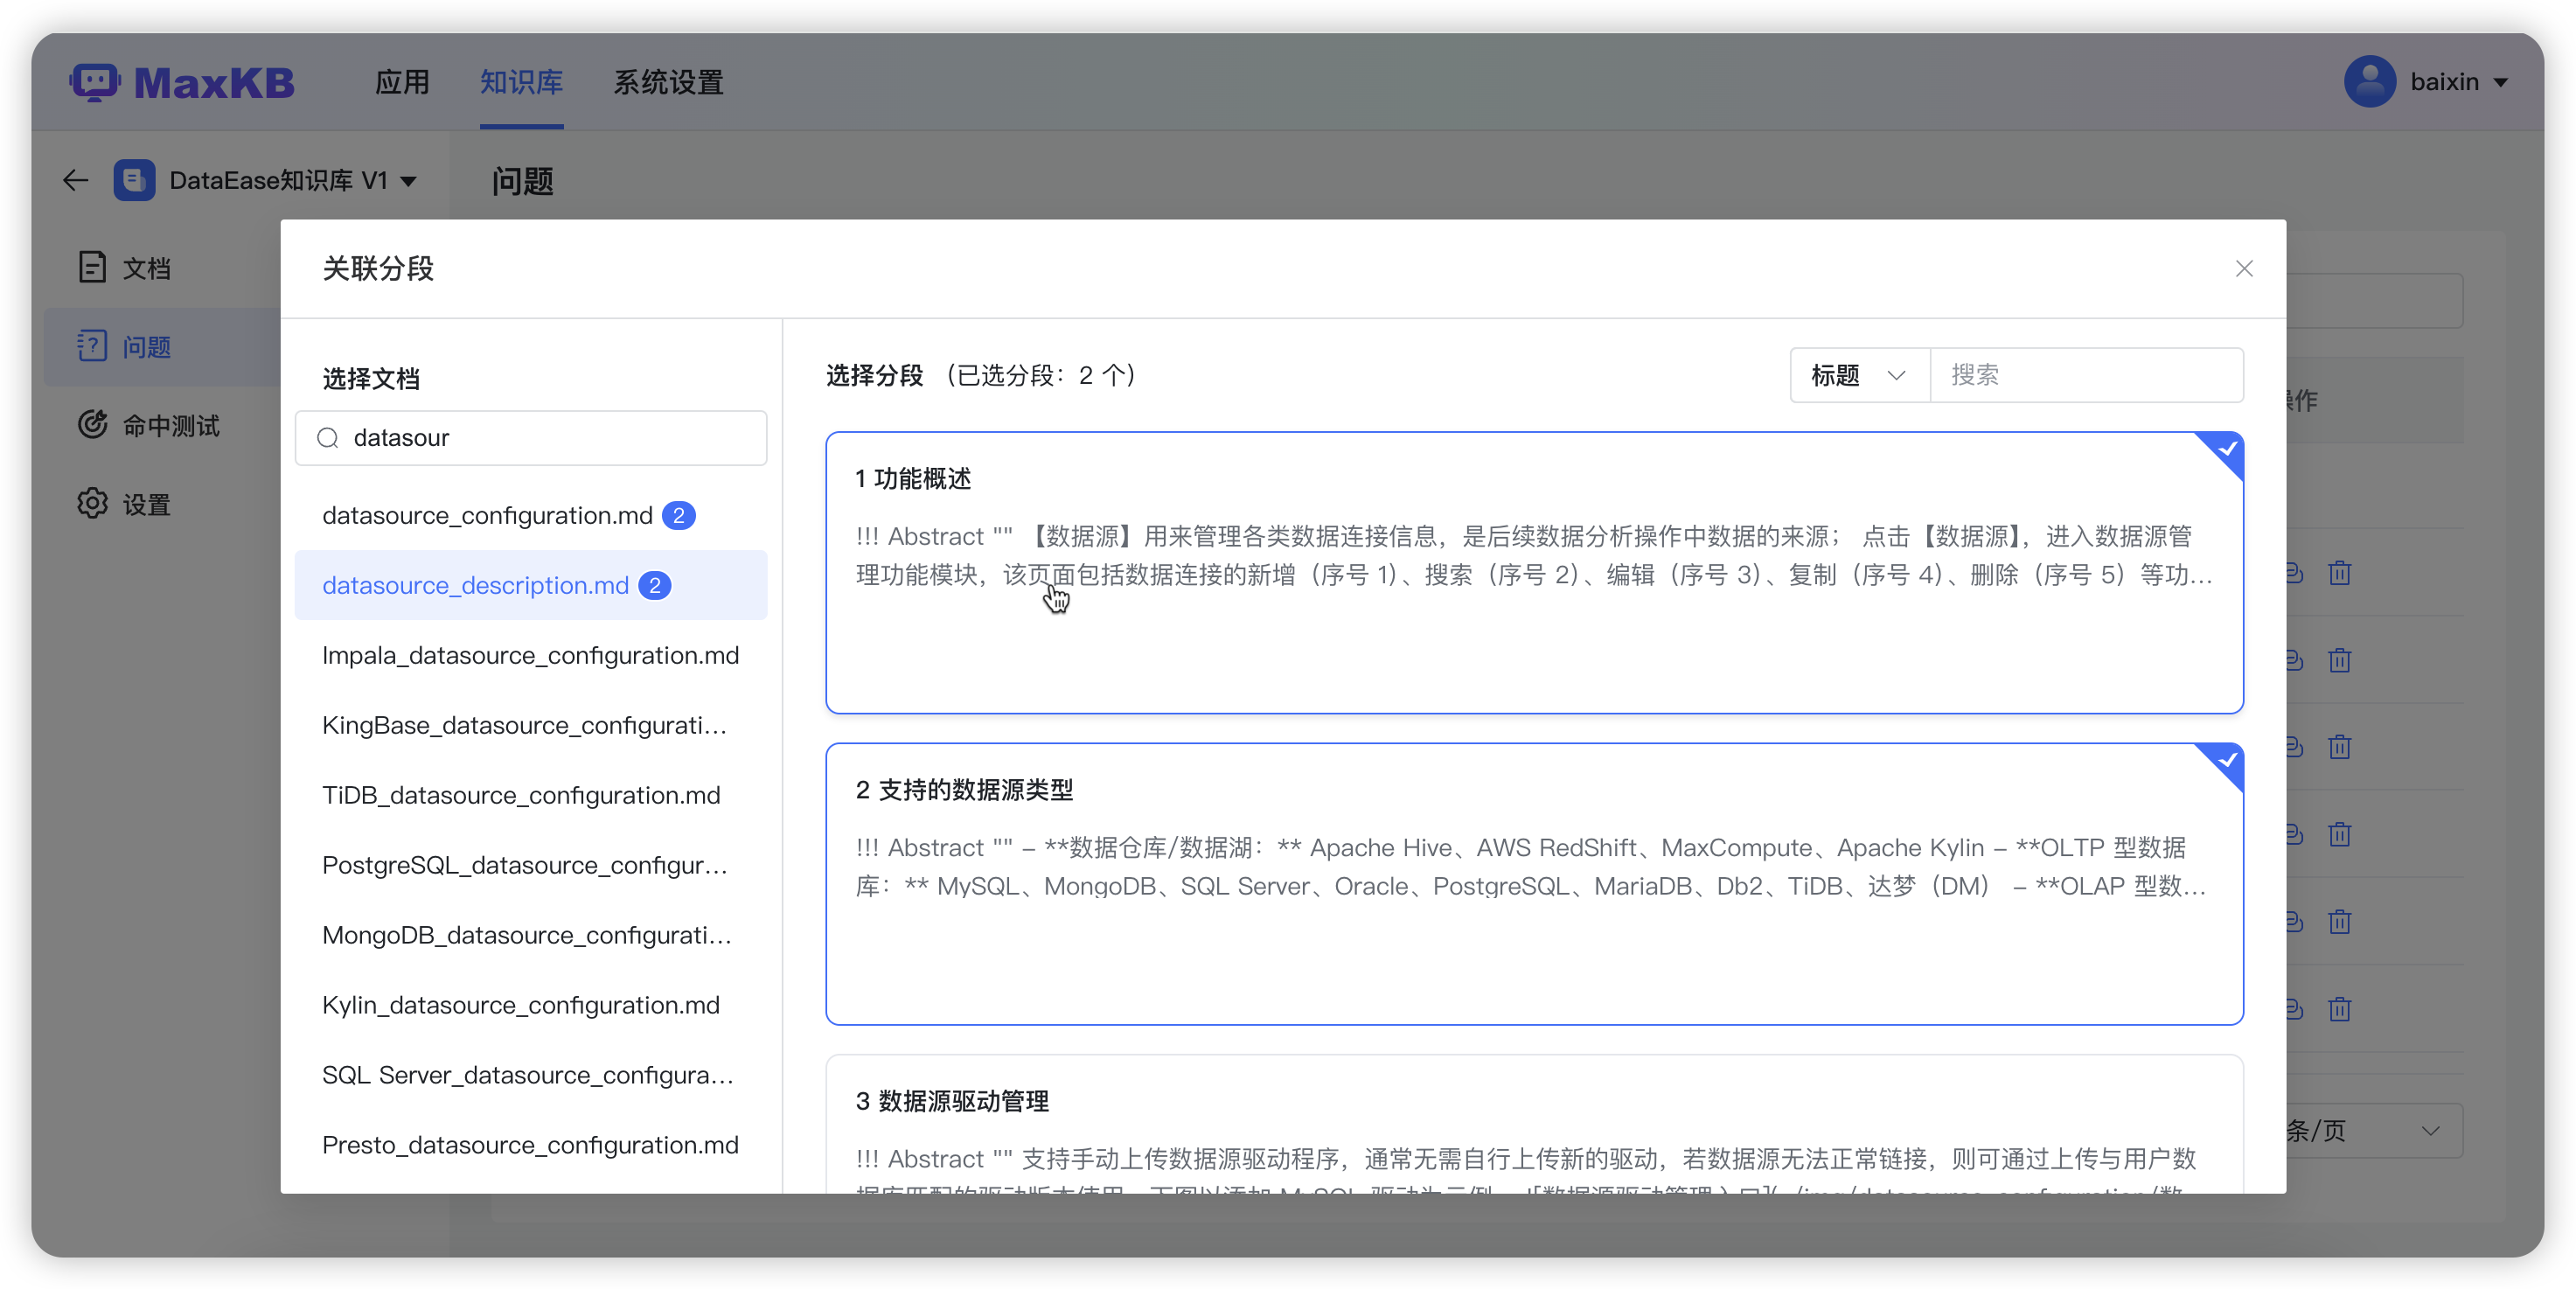 MaxKB
应用
知识库
系统设置
baixin
DataEase知识库 V1
问题
文档
问题
命中测试
设置
关联分段
选择文档
datasour
datasource_configuration.md 2
datasource_description.md 2
Impala_datasource_configuration.md
KingBase_datasource_configurati...
TiDB_datasource_configuration.md
PostgreSQL_datasource_configur...
MongoDB_datasource_configurati...
Kylin_datasource_configuration.md
SQL Server_datasource_configura...
Presto_datasource_configuration.md
选择分段 （已选分段：2 个）
标题
搜索
1 功能概述
!!! Abstract "" 【数据源】用来管理各类数据连接信息，是后续数据分析操作中数据的来源； 点击【数据源】，进入数据源管
理功能模块，该页面包括数据连接的新增（序号 1）、搜索（序号 2）、编辑（序号 3）、复制（序号 4）、删除（序号 5）等功...
2 支持的数据源类型
!!! Abstract "" – **数据仓库/数据湖：** Apache Hive、AWS RedShift、MaxCompute、Apache Kylin – **OLTP 型数据
库：** MySQL、MongoDB、SQL Server、Oracle、PostgreSQL、MariaDB、Db2、TiDB、达梦（DM） – **OLAP 型数...
3 数据源驱动管理
!!! Abstract "" 支持手动上传数据源驱动程序，通常无需自行上传新的驱动，若数据源无法正常链接，则可通过上传与用户数
作
条/页